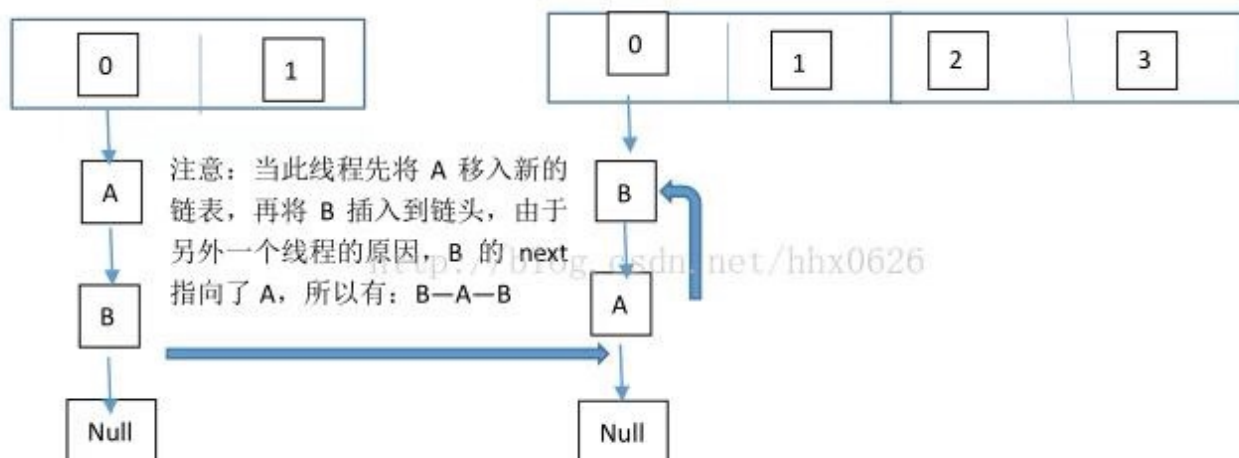 0
1
0
1
2
3
A
注意：当此线程先将 A 移入新的
链表，再将 B 插入到链头，由于
另外一个线程的原因，B 的 next
指向了 A，所以有：B—A—B
B
Null
B
A
Null
http://blog.csdn.net/hhx0626